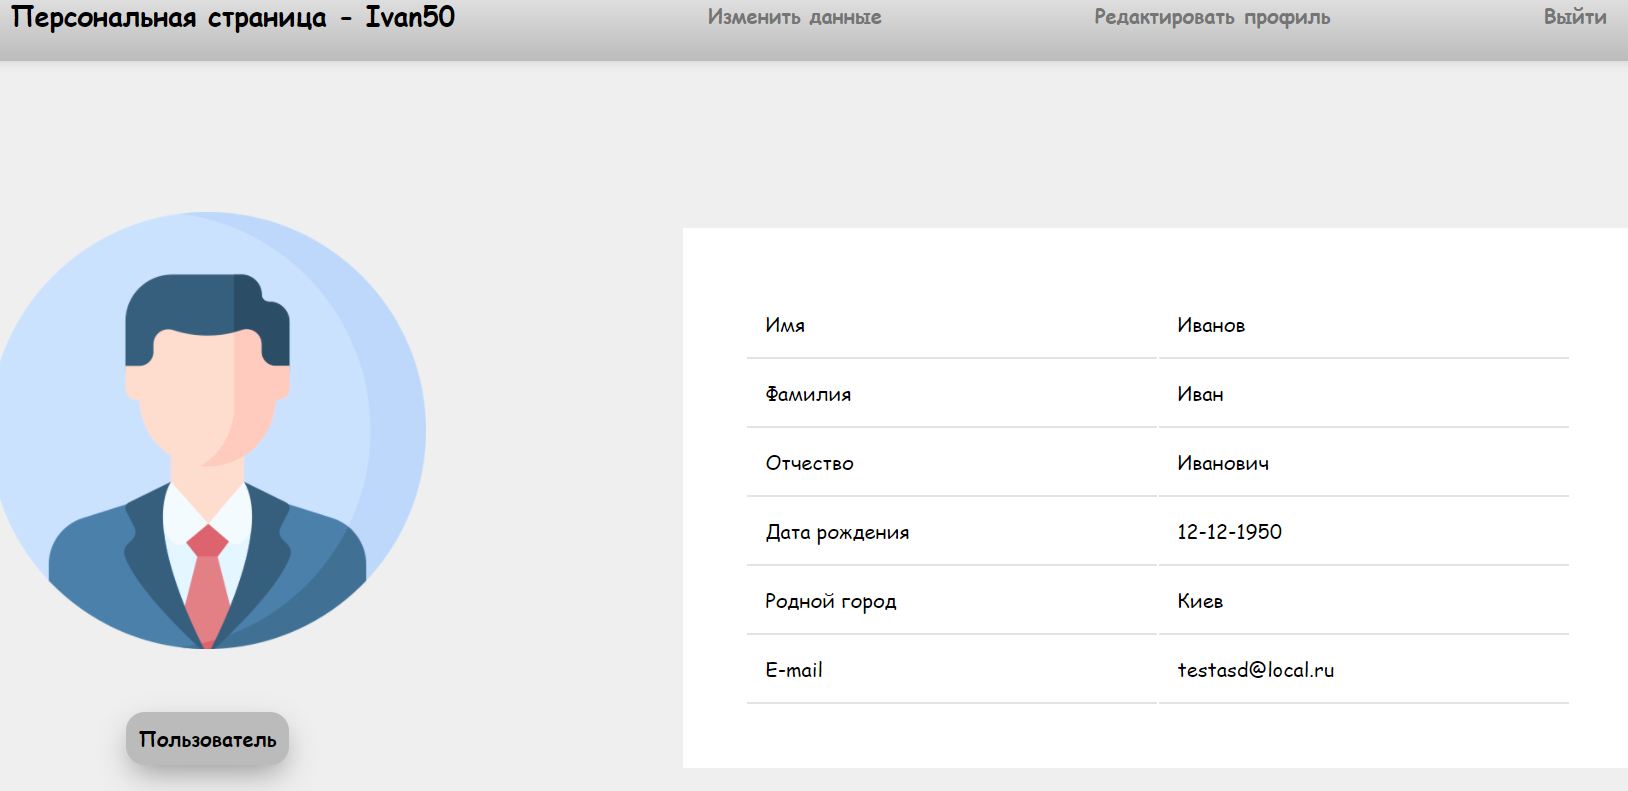 Персональная страница - Ivan50 Изменить данные Редактировать профиль Выйти
Имя Иванов
Фамилия Иван
Отчество Иванович
Дата рождения 12-12-1950
Родной город Киев
E-mail testasd@local.ru
Пользователь